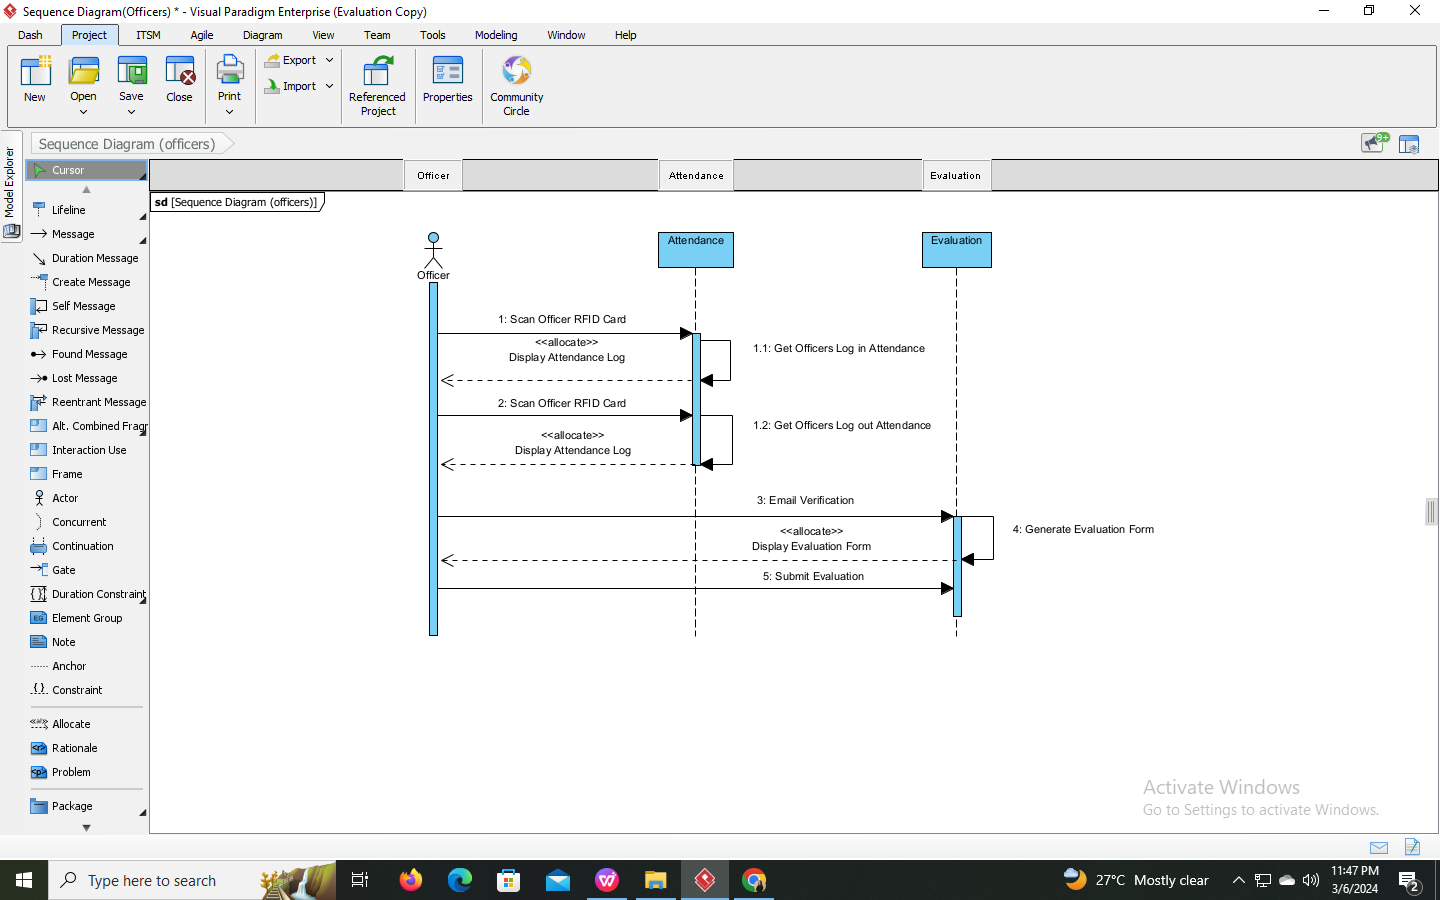 Sequence Diagram(Officers) * - Visual Paradigm Enterprise (Evaluation Copy)
Dash Project ITSM Agile Diagram View Team Tools Modeling Window Help
New
Open
Save
Close
Print
Export
Import
Referenced
Project
Properties
Community
Circle
Model Explorer
Sequence Diagram (officers)
9+
Cursor
Lifeline
Message
Duration Message
Create Message
Self Message
Recursive Message
Found Message
Lost Message
Reentrant Message
Alt. Combined Fragr
Interaction Use
Frame
Actor
Concurrent
Continuation
Gate
Duration Constraint
EG Element Group
Note
Anchor
{.} Constraint
Allocate
<r> Rationale
<p> Problem
Package
Officer Attendance Evaluation
sd [Sequence Diagram (officers)]
Attendance Evaluation
Officer
1: Scan Officer RFID Card
<<allocate>>
Display Attendance Log
1.1: Get Officers Log in Attendance
2: Scan Officer RFID Card
1.2: Get Officers Log out Attendance
<<allocate>>
Display Attendance Log
3: Email Verification
<<allocate>>
Display Evaluation Form
4: Generate Evaluation Form
5: Submit Evaluation
Activate Windows
Go to Settings to activate Windows.
Type here to search
27°C Mostly clear
11:47 PM
3/6/2024
2